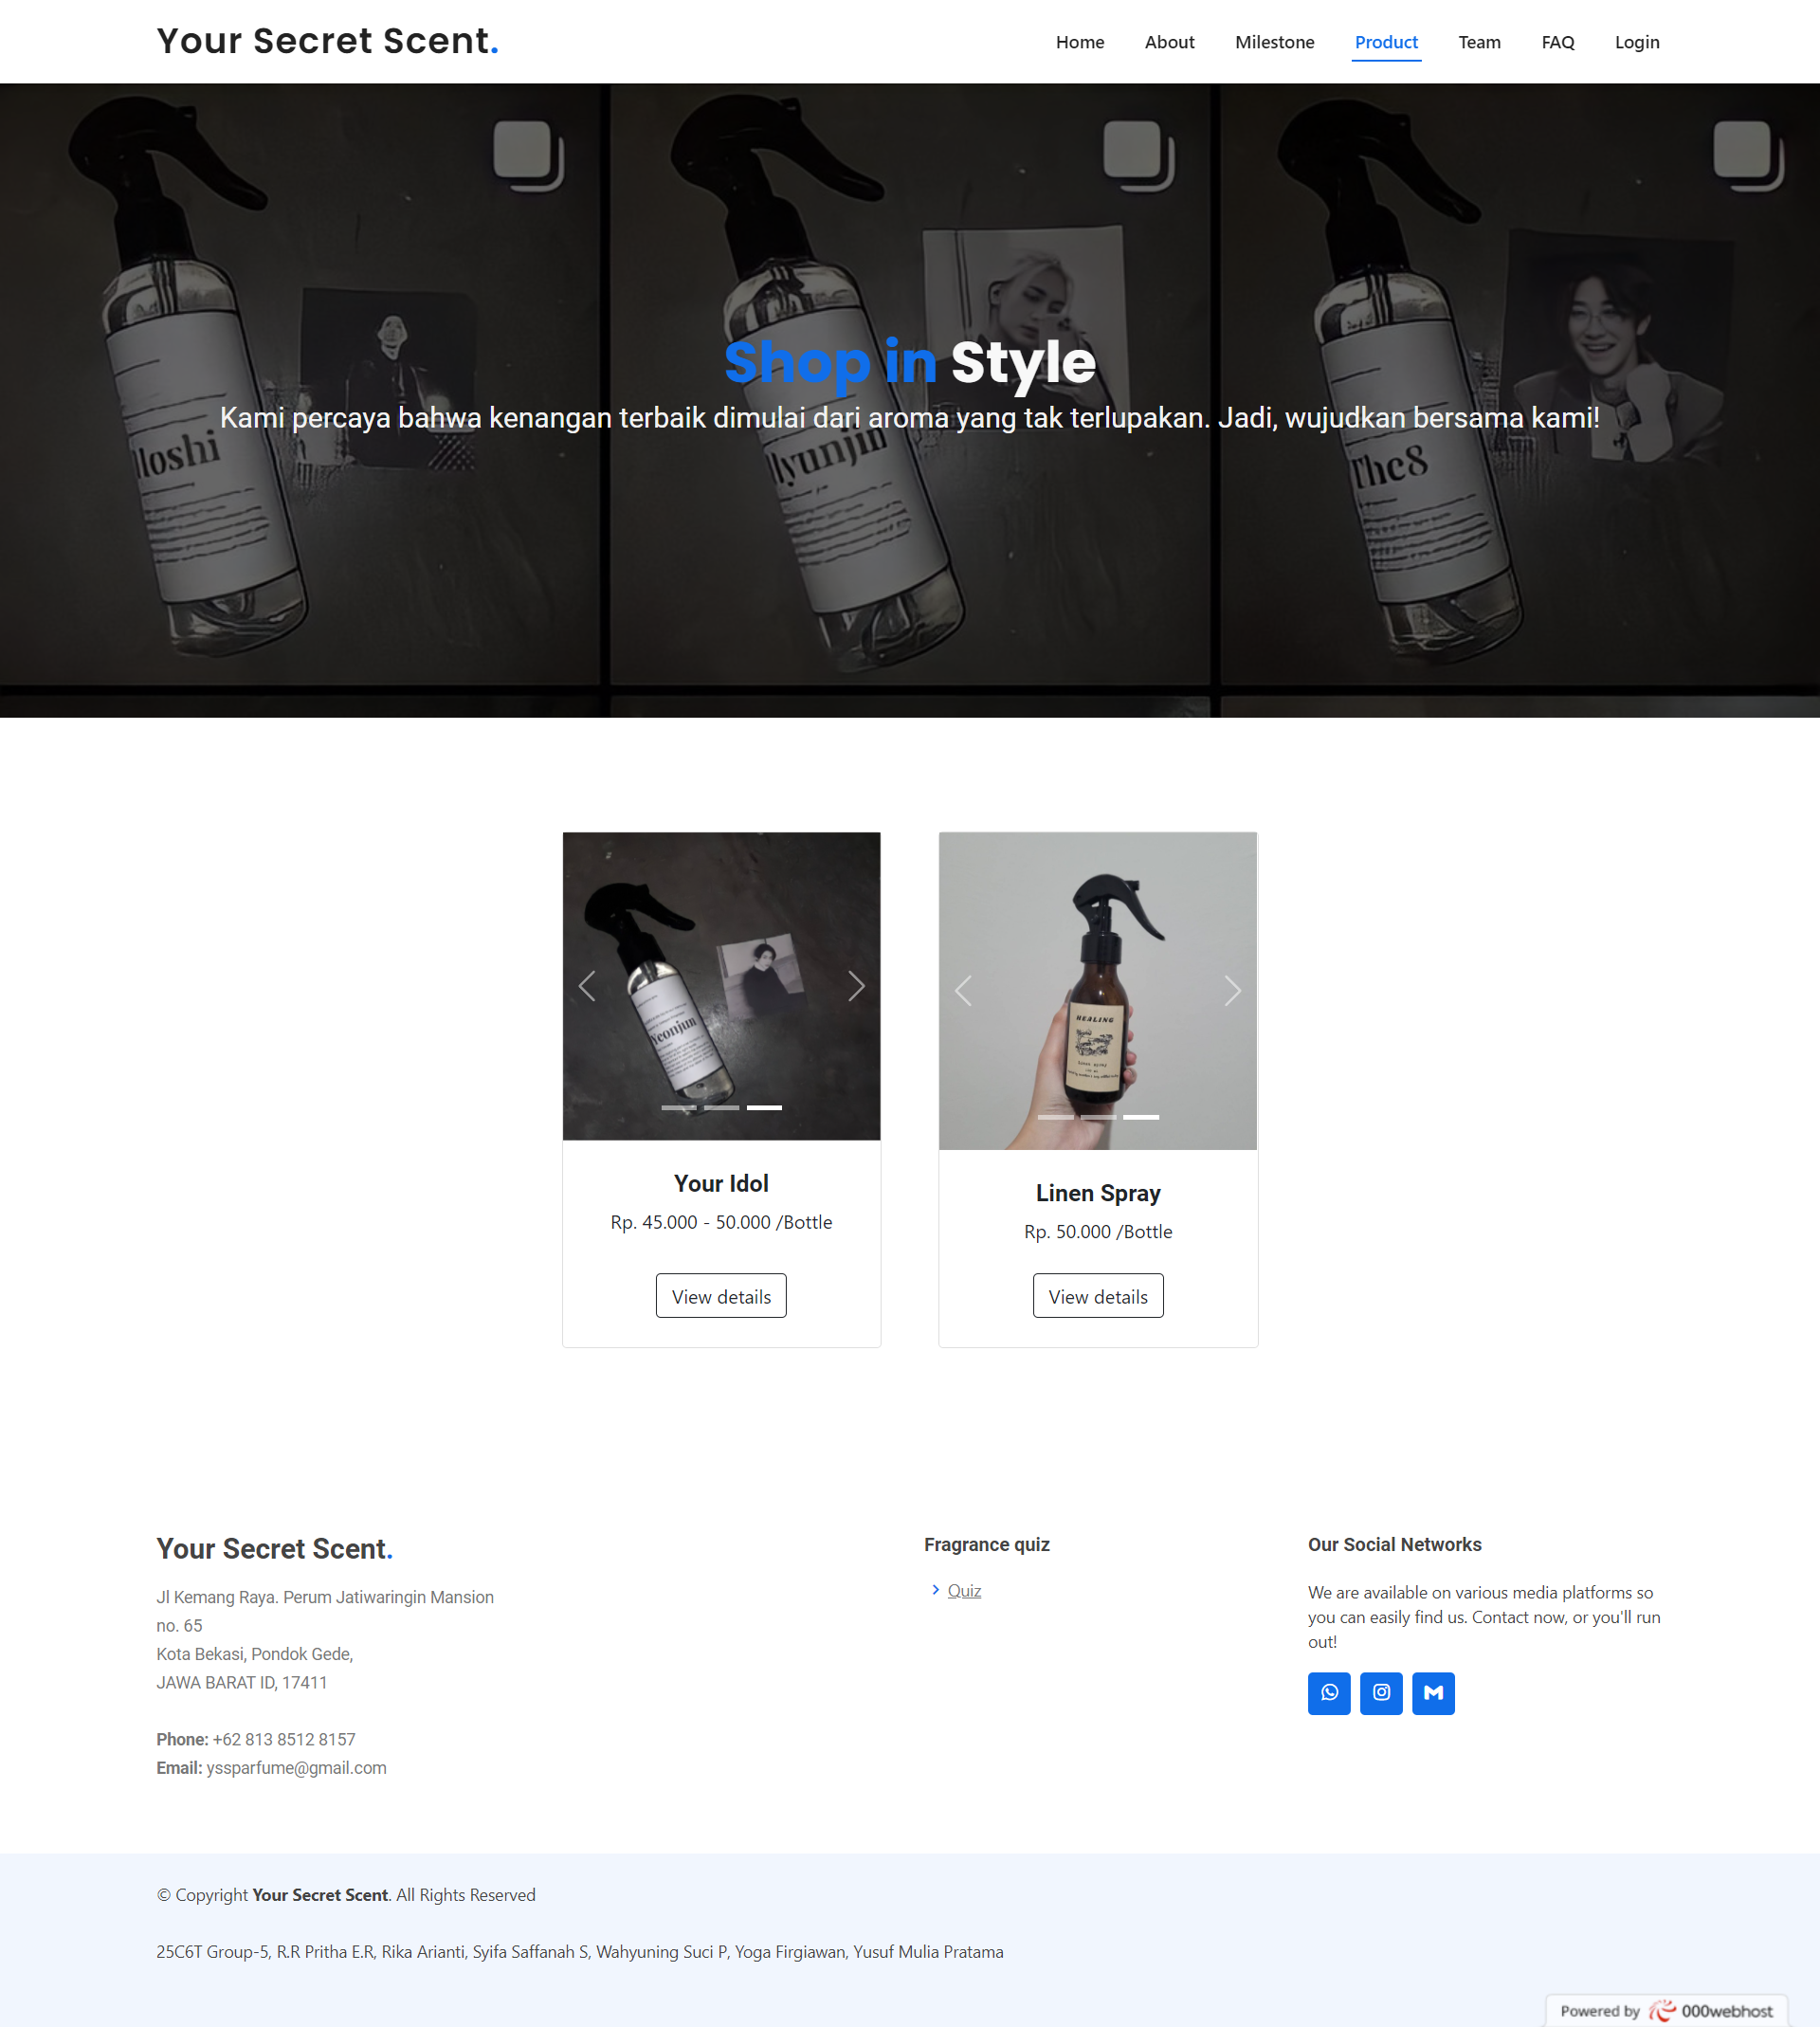 Your Secret Scent.
Home
About
Milestone
Product
Team
FAQ
Login
Shop in Style
Kami percaya bahwa kenangan terbaik dimulai dari aroma yang tak terlupakan. Jadi, wujudkan bersama kami!
Hoshi
Hyunjin
The8
Yeonjun
HEALING
Your Idol
Rp. 45.000 - 50.000 /Bottle
View details
Linen Spray
Rp. 50.000 /Bottle
View details
Your Secret Scent.
Jl Kemang Raya. Perum Jatiwaringin Mansion
no. 65
Kota Bekasi, Pondok Gede,
JAWA BARAT ID, 17411
Phone: +62 813 8512 8157
Email: yssparfume@gmail.com
Fragrance quiz
Quiz
Our Social Networks
We are available on various media platforms so
you can easily find us. Contact now, or you'll run
out!
© Copyright Your Secret Scent. All Rights Reserved
25C6T Group-5, R.R Pritha E.R, Rika Arianti, Syifa Saffanah S, Wahyuning Suci P, Yoga Firgiawan, Yusuf Mulia Pratama
Powered by 000webhost